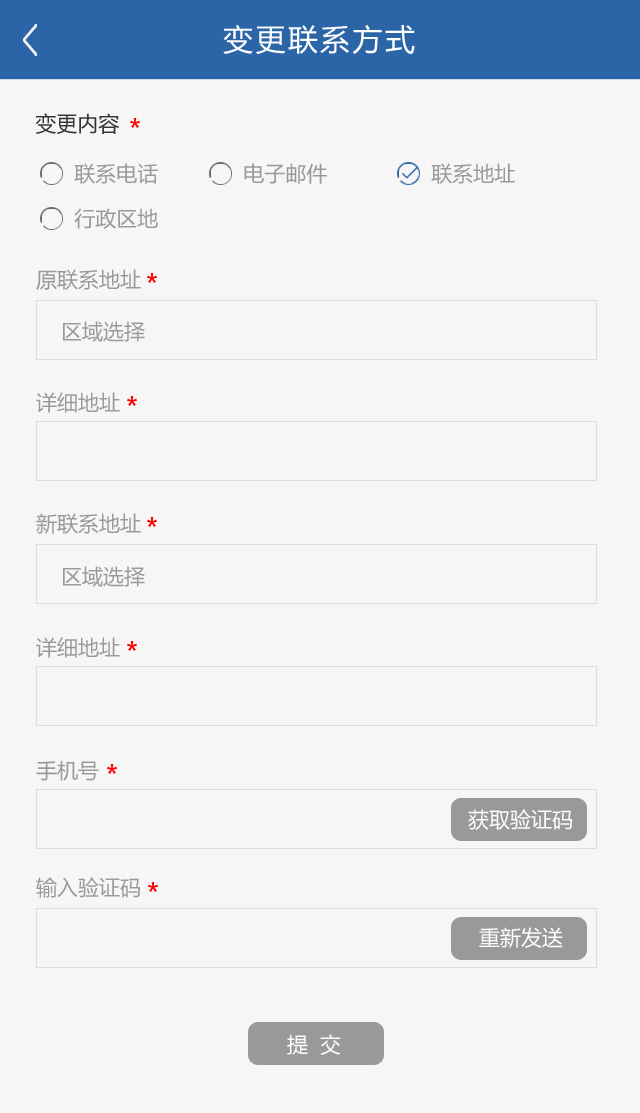 变更联系方式
变更内容 *
联系电话 电子邮件 联系地址
行政区地
原联系地址 *
区域选择
详细地址 *
新联系地址 *
区域选择
详细地址 *
手机号 *
获取验证码
输入验证码 *
重新发送
提 交